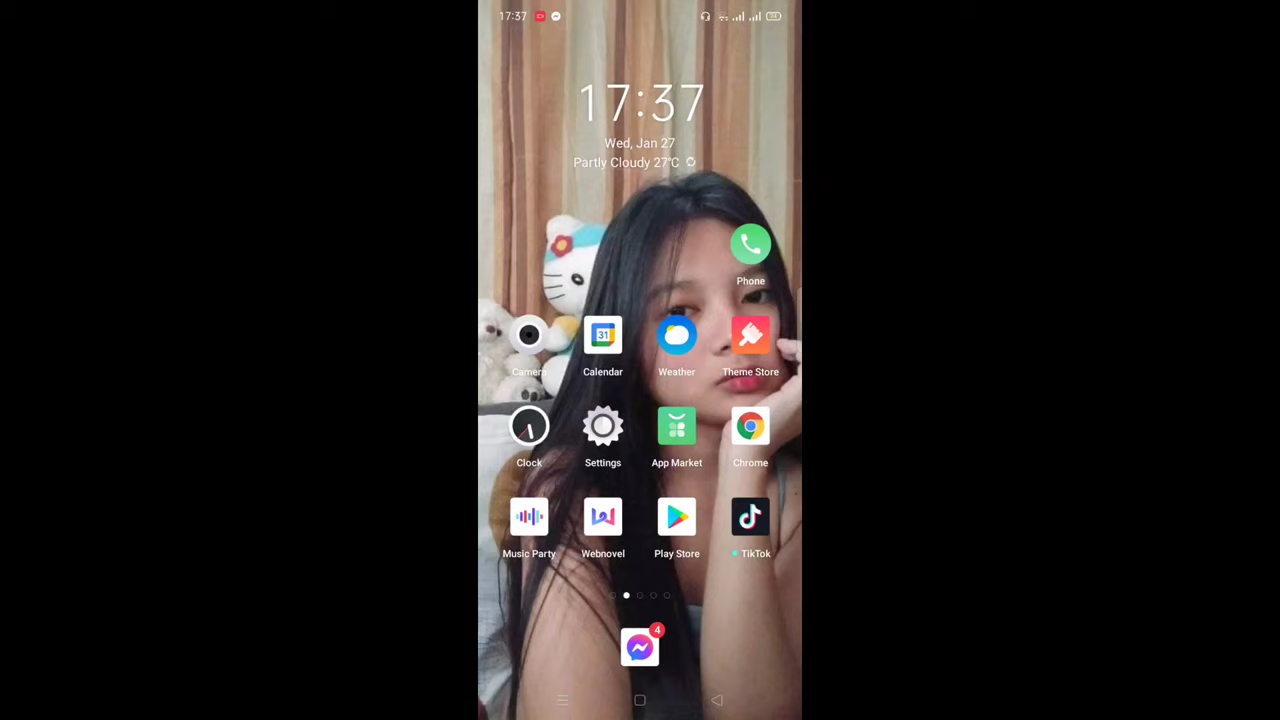 17:37
17:37
Wed, Jan 27
Partly Cloudy 27°C
Phone
Camera
31
Calendar
Weather
Theme Store
Clock
Settings
App Market
Chrome
Music Party
Webnovel
Play Store
TikTok
4